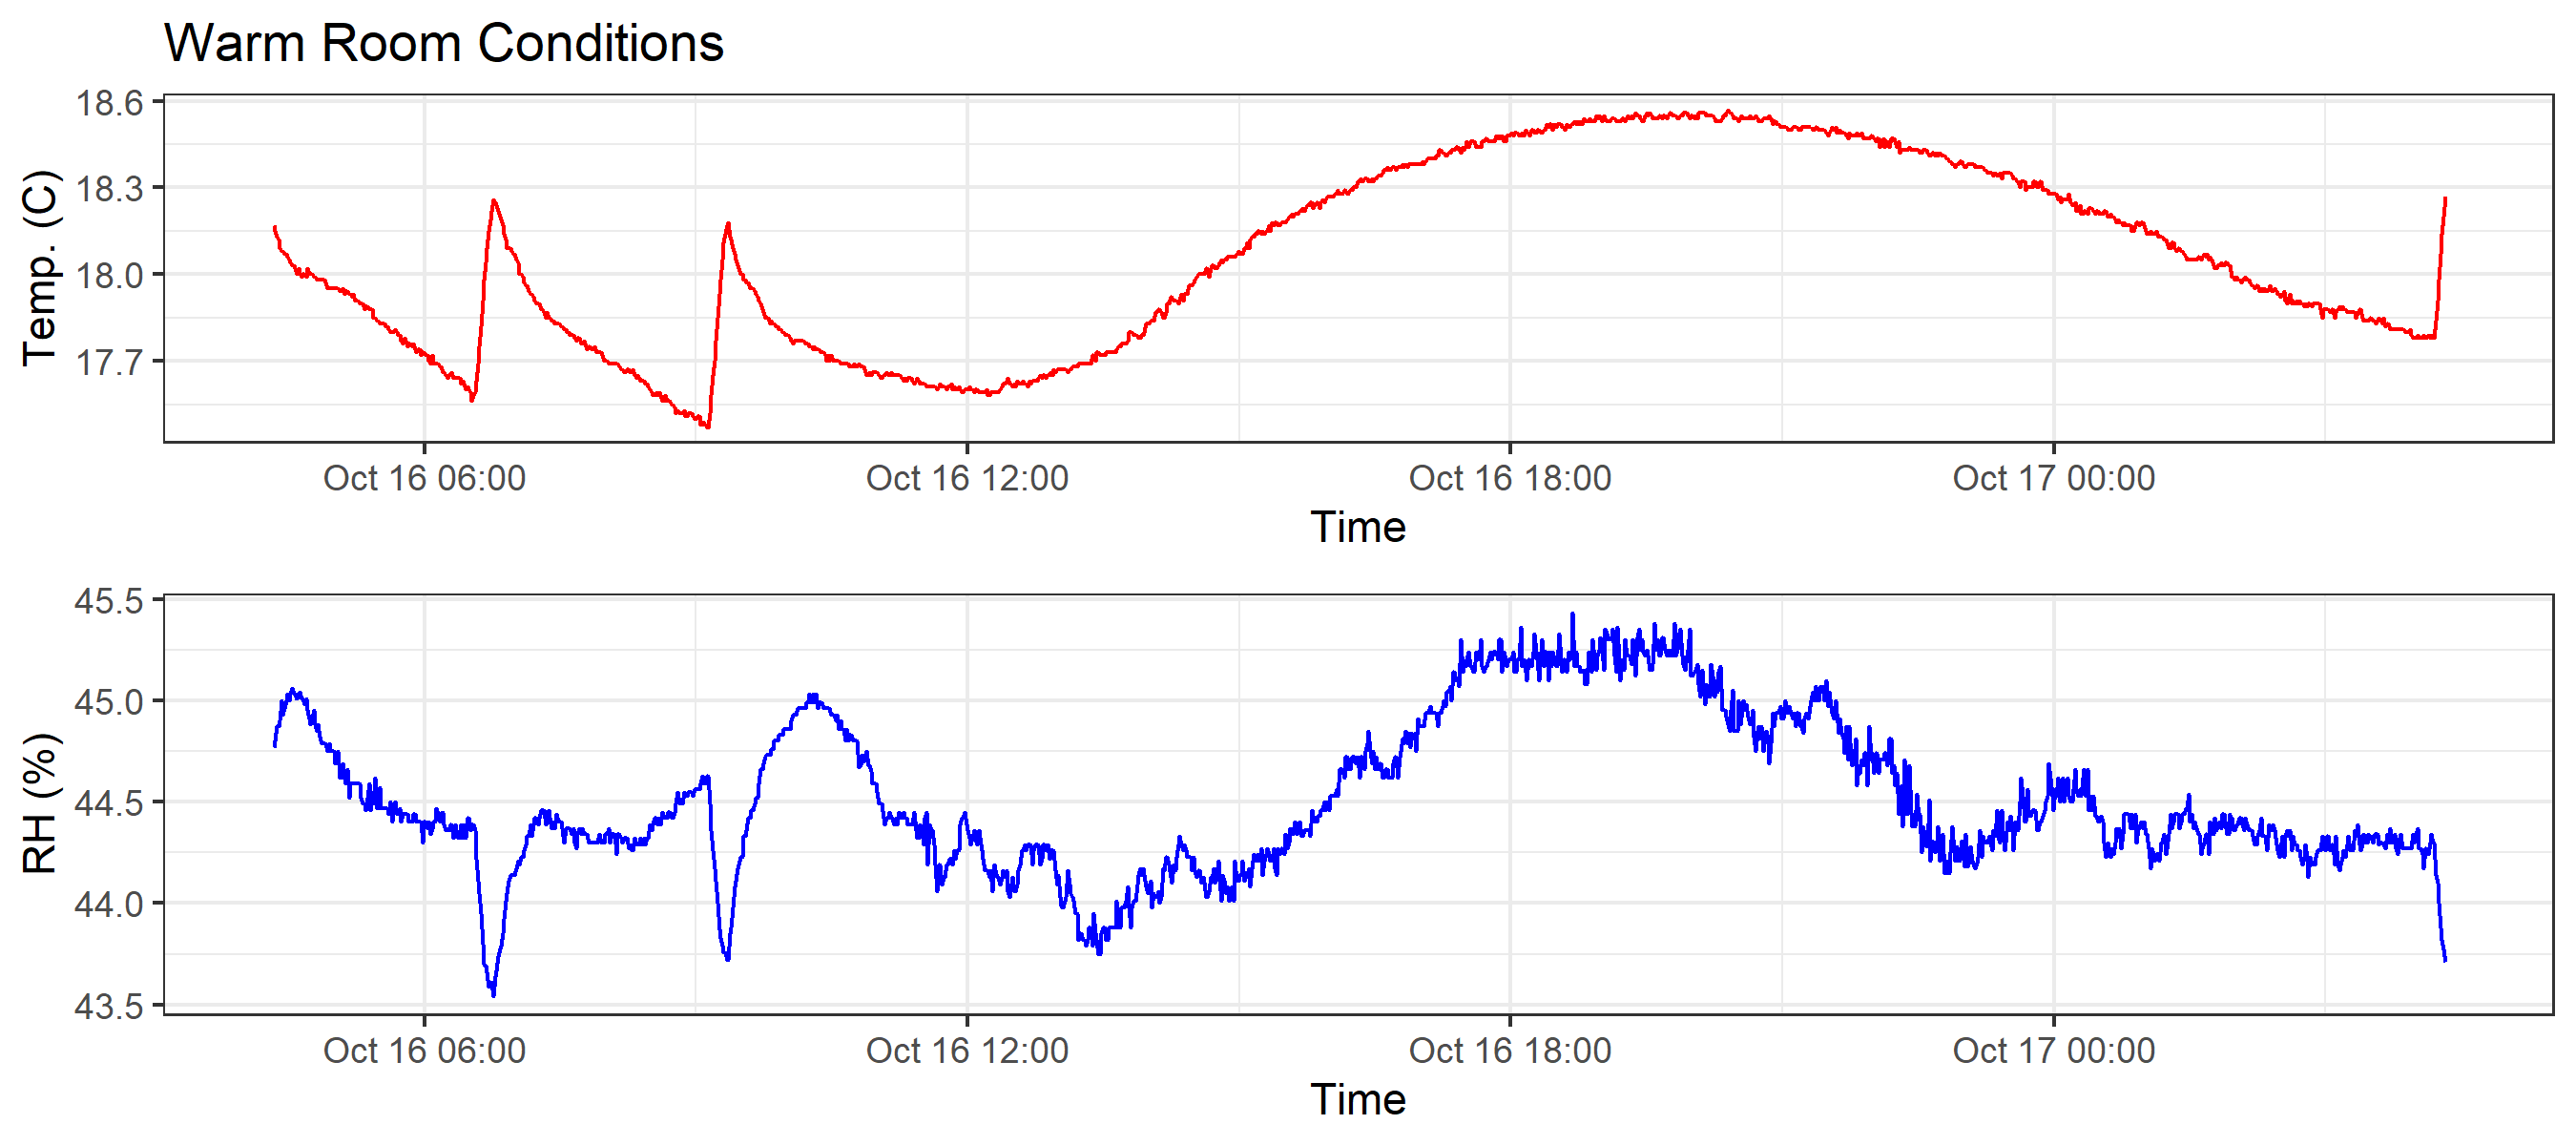 Warm Room Conditions
18.6
18.3
18.0
17.7
Temp. (C)
Oct 16 06:00 Oct 16 12:00 Oct 16 18:00 Oct 17 00:00
Time
45.5
45.0
44.5
44.0
43.5
RH (%)
Oct 16 06:00 Oct 16 12:00 Oct 16 18:00 Oct 17 00:00
Time